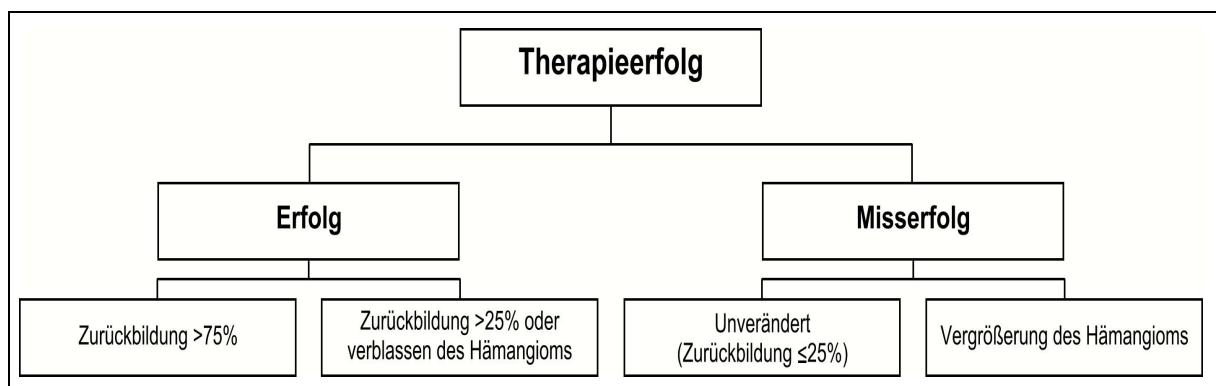 Therapieerfolg
Erfolg
Misserfolg
Zurückbildung >75%
Zurückbildung >25% oder
verblassen des Hämangioms
Unverändert
(Zurückbildung ≤25%)
Vergrößerung des Hämangioms